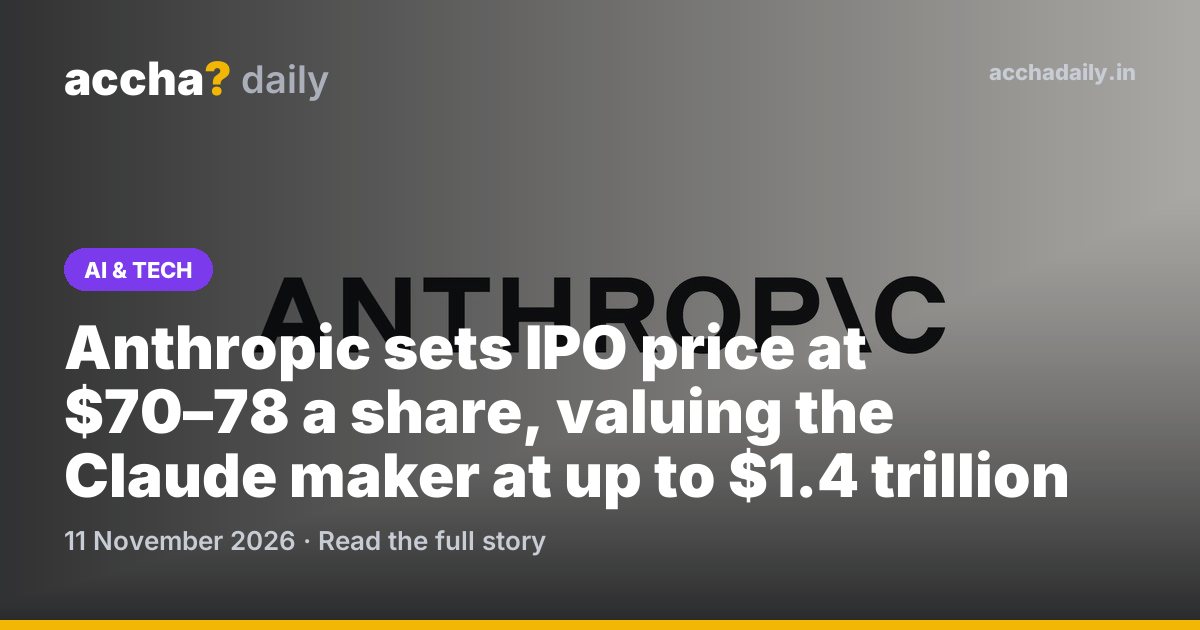 accha? daily
acchadaily.in
AI & TECH
ANTHROP\C
Anthropic sets IPO price at
$70–78 a share, valuing the
Claude maker at up to $1.4 trillion
11 November 2026 · Read the full story